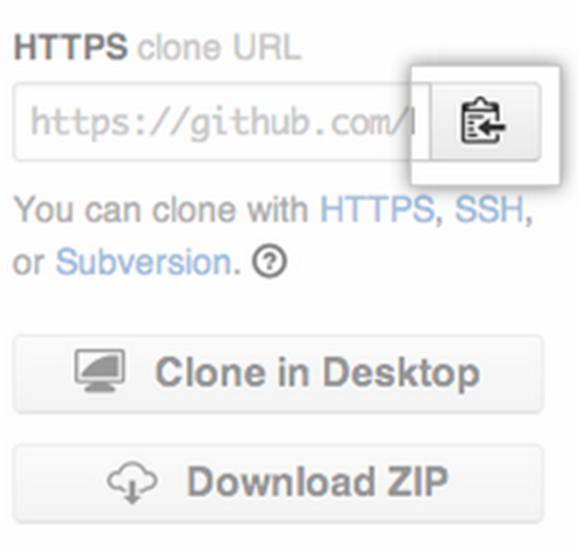 HTTPS clone URL
https://github.com/
You can clone with HTTPS, SSH,
or Subversion. ?
Clone in Desktop
Download ZIP